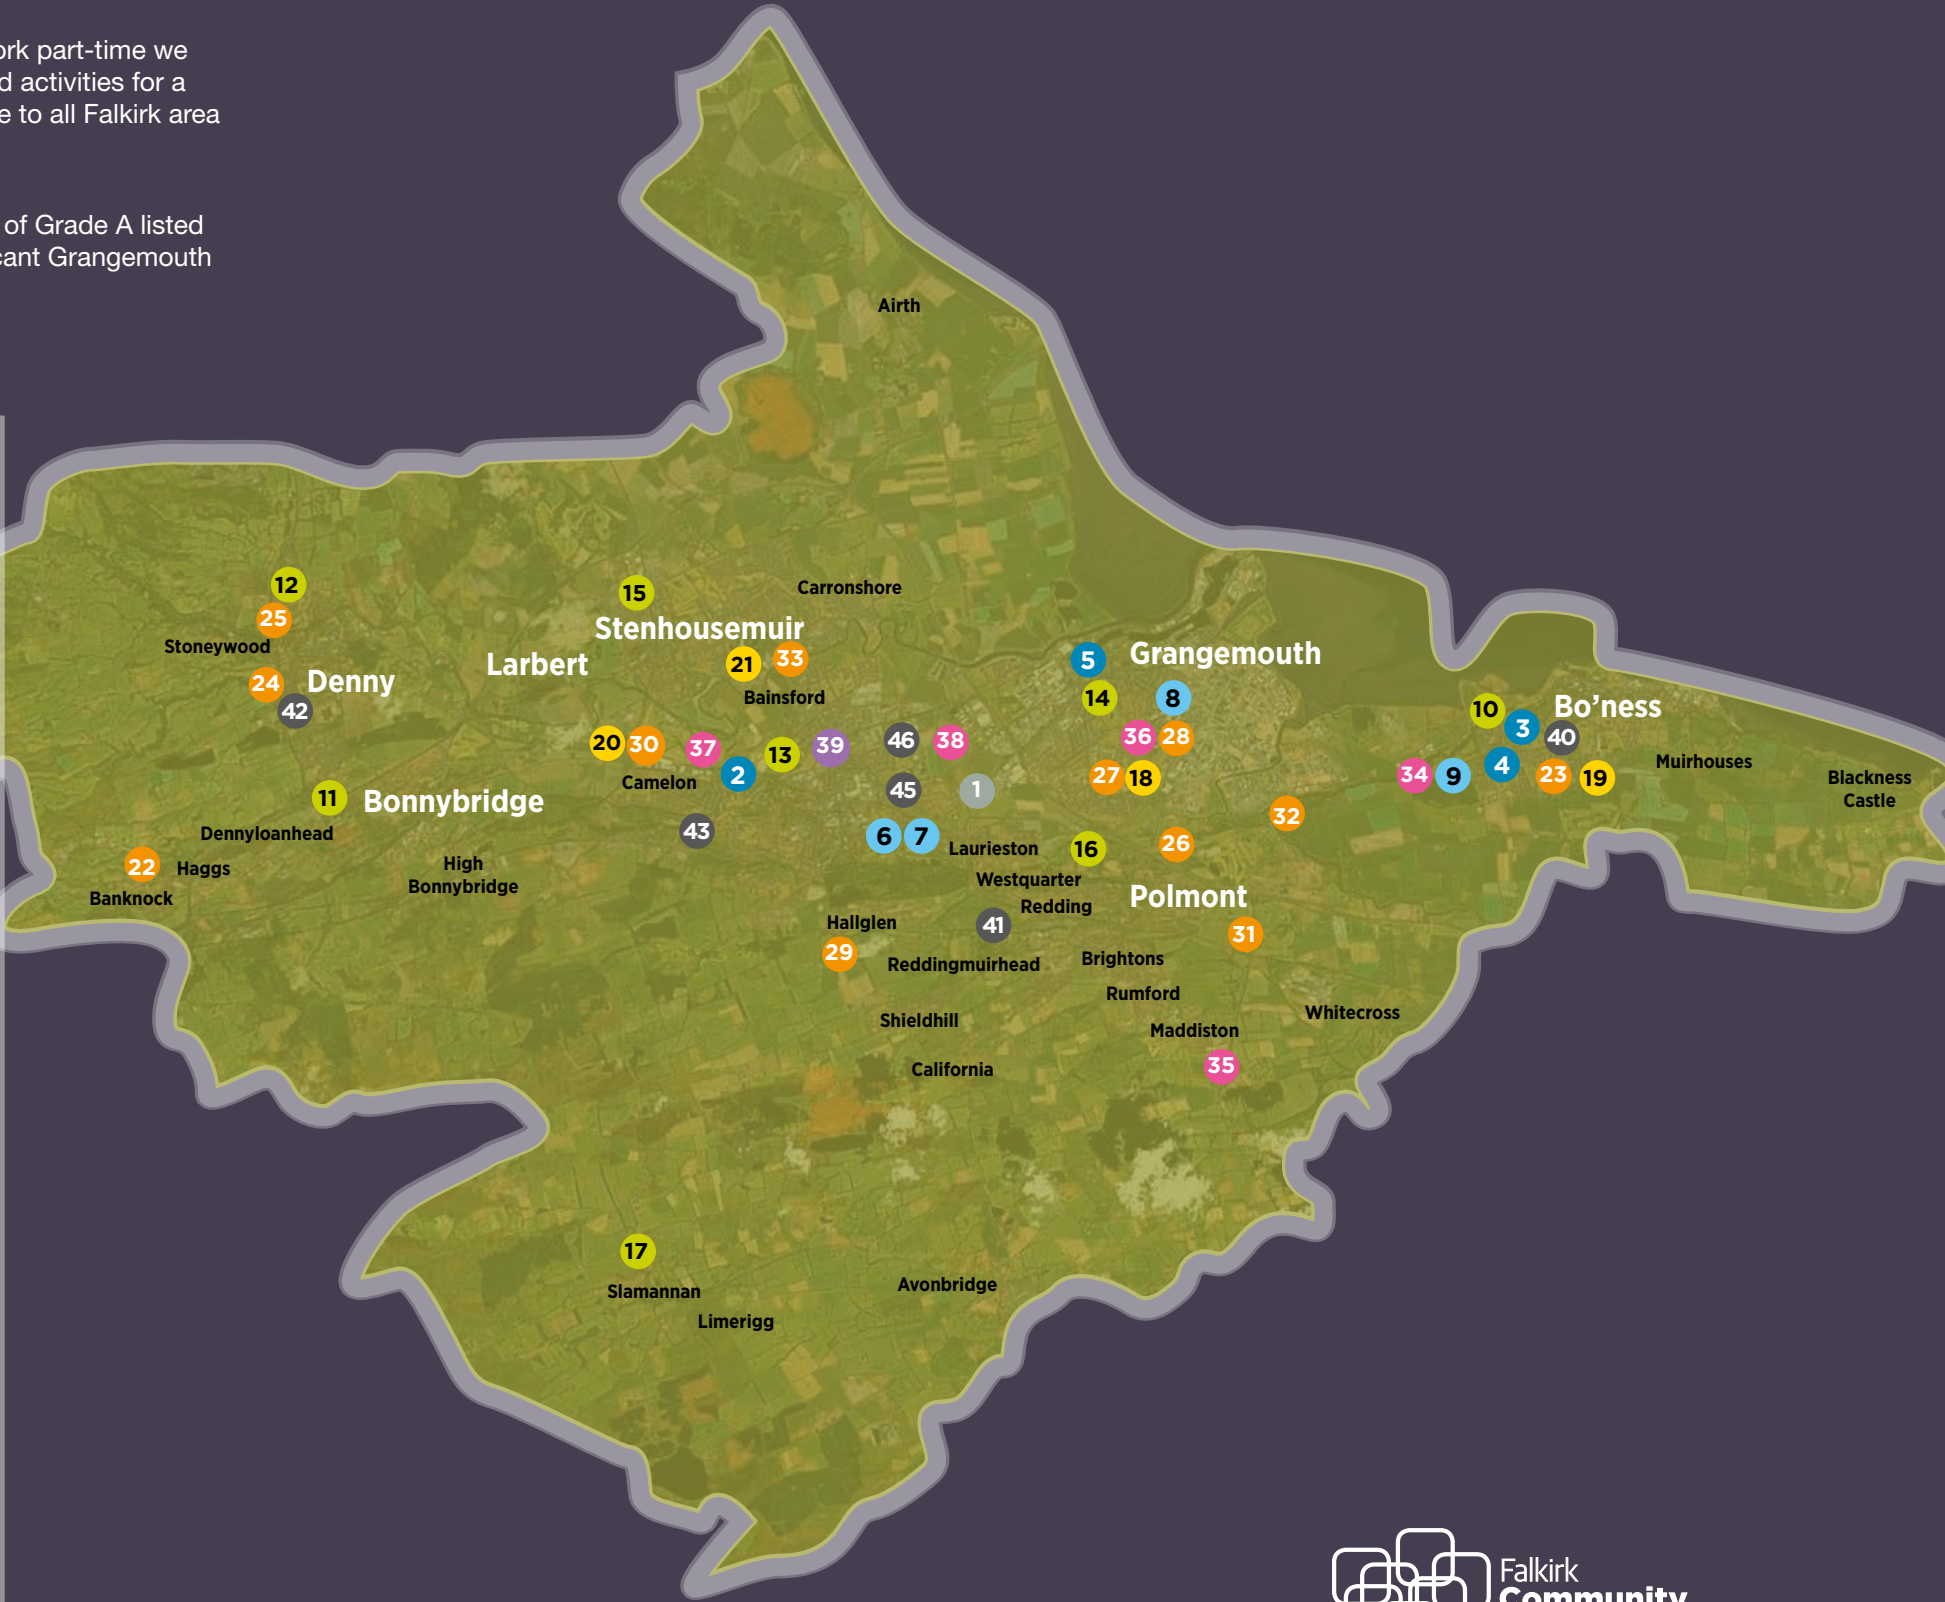 ork part-time we
d activities for a
e to all Falkirk area
of Grade A listed
cant Grangemouth
Airth
12
15
Carronshore
25
Stenhousemuir
Stoneywood
Larbert
21
33
5
Grangemouth
24
Denny
Bainsford
14
8
10
Bo'ness
42
3
40
20
30
37
13
39
46
38
36
28
Muirhouses
Camelon
2
45
1
27
18
34
9
4
23
19
Blackness
Castle
11
Bonnybridge
Dennyloanhead
43
6
7
Laurieston
16
26
32
22
Haggs
High
Bonnybridge
Westquarter
Banknock
Redding
Polmont
Hallglen
41
31
29
Reddingmuirhead
Brightons
Rumford
Shieldhill
Whitecross
Maddiston
California
35
17
Slamannan
Avonbridge
Limerigg
Falkirk
Community